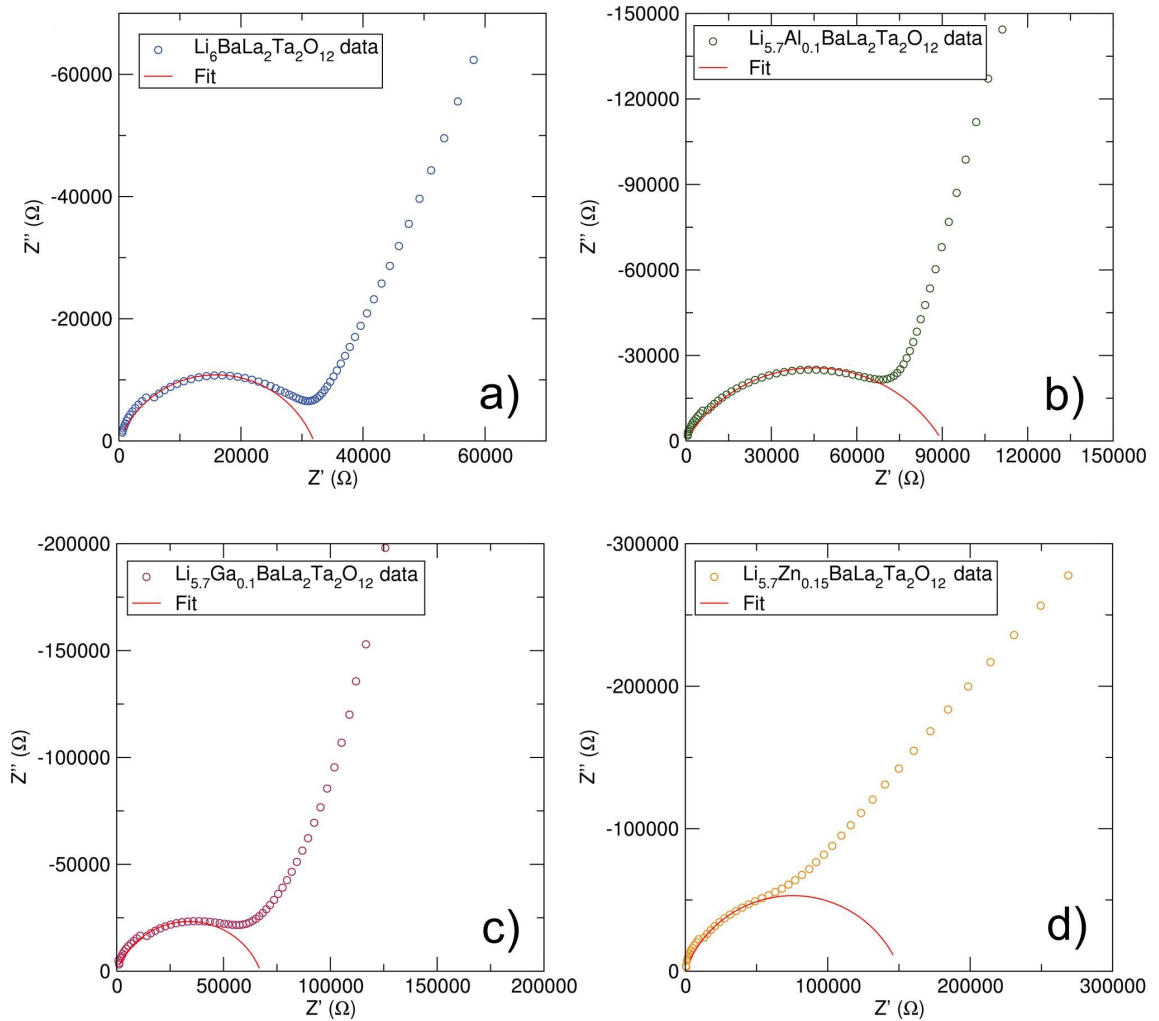 Li6BaLa2Ta2O12 data
Fit
-60000
-40000
-20000
0
Z'' (Ω)
0 20000 40000 60000
Z' (Ω)
a)
Li5.7Al0.1BaLa2Ta2O12 data
Fit
-150000
-120000
-90000
-60000
-30000
0
Z'' (Ω)
0 30000 60000 90000 120000 150000
Z' (Ω)
b)
Li5.7Ga0.1BaLa2Ta2O12 data
Fit
-200000
-150000
-100000
-50000
0
Z'' (Ω)
0 50000 100000 150000 200000
Z' (Ω)
c)
Li5.7Zn0.15BaLa2Ta2O12 data
Fit
-300000
-200000
-100000
0
Z'' (Ω)
0 100000 200000 300000
Z' (Ω)
d)